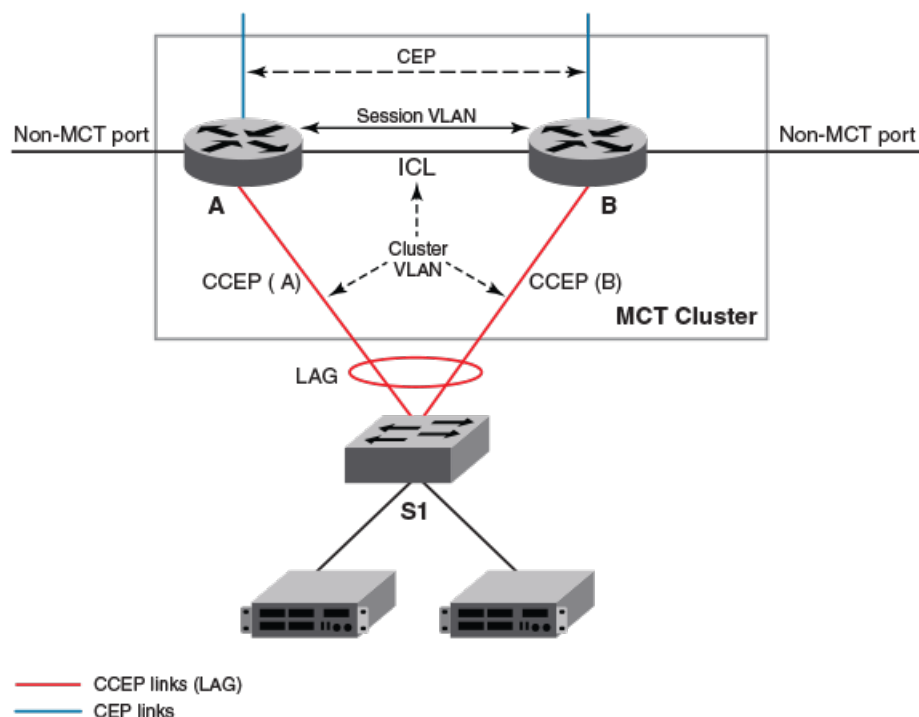 CEP
Session VLAN
Non-MCT port
Non-MCT port
ICL
A
B
Cluster
VLAN
CCEP ( A)
CCEP (B)
MCT Cluster
LAG
S1
CCEP links (LAG)
CEP links